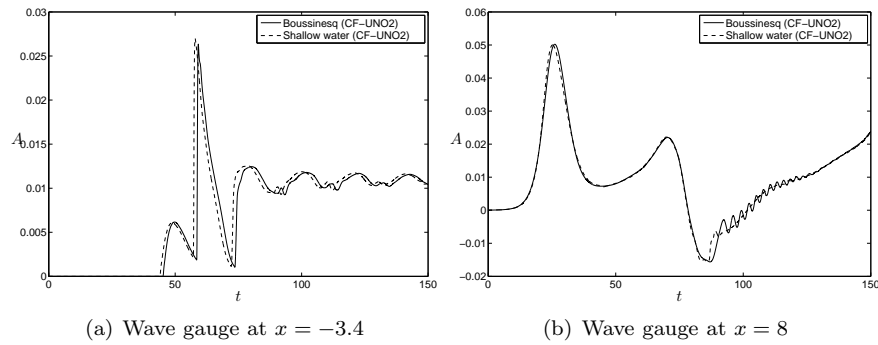 0.03
0.025
0.02
0.015
0.01
0.005
0
A
0
50
100
150
t
Boussinesq (CF−UNO2)
Shallow water (CF−UNO2)
(a) Wave gauge at x = −3.4
0.06
0.05
0.04
0.03
0.02
0.01
0
−0.01
−0.02
A
0
50
100
150
t
Boussinesq (CF−UNO2)
Shallow water (CF−UNO2)
(b) Wave gauge at x = 8